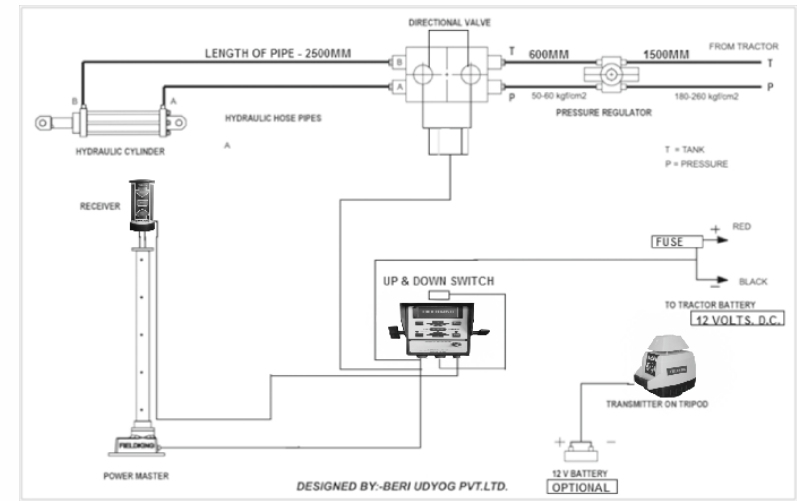 DIRECTIONAL VALVE
LENGTH OF PIPE - 2500MM
B
T
600MM
1500MM
FROM TRACTOR
T
A
P
50-60 kgf/cm2
180-260 kgf/cm2
P
PRESSURE REGULATOR
B
A
HYDRAULIC HOSE PIPES
HYDRAULIC CYLINDER
A
T = TANK
P = PRESSURE
RECEIVER
+
RED
FUSE
UP & DOWN SWITCH
-
BLACK
TO TRACTOR BATTERY
12 VOLTS. D.C.
TRANSMITTER ON TRIPOD
FIELDKING
POWER MASTER
+ -
12 V BATTERY
OPTIONAL
DESIGNED BY:-BERI UDYOG PVT.LTD.